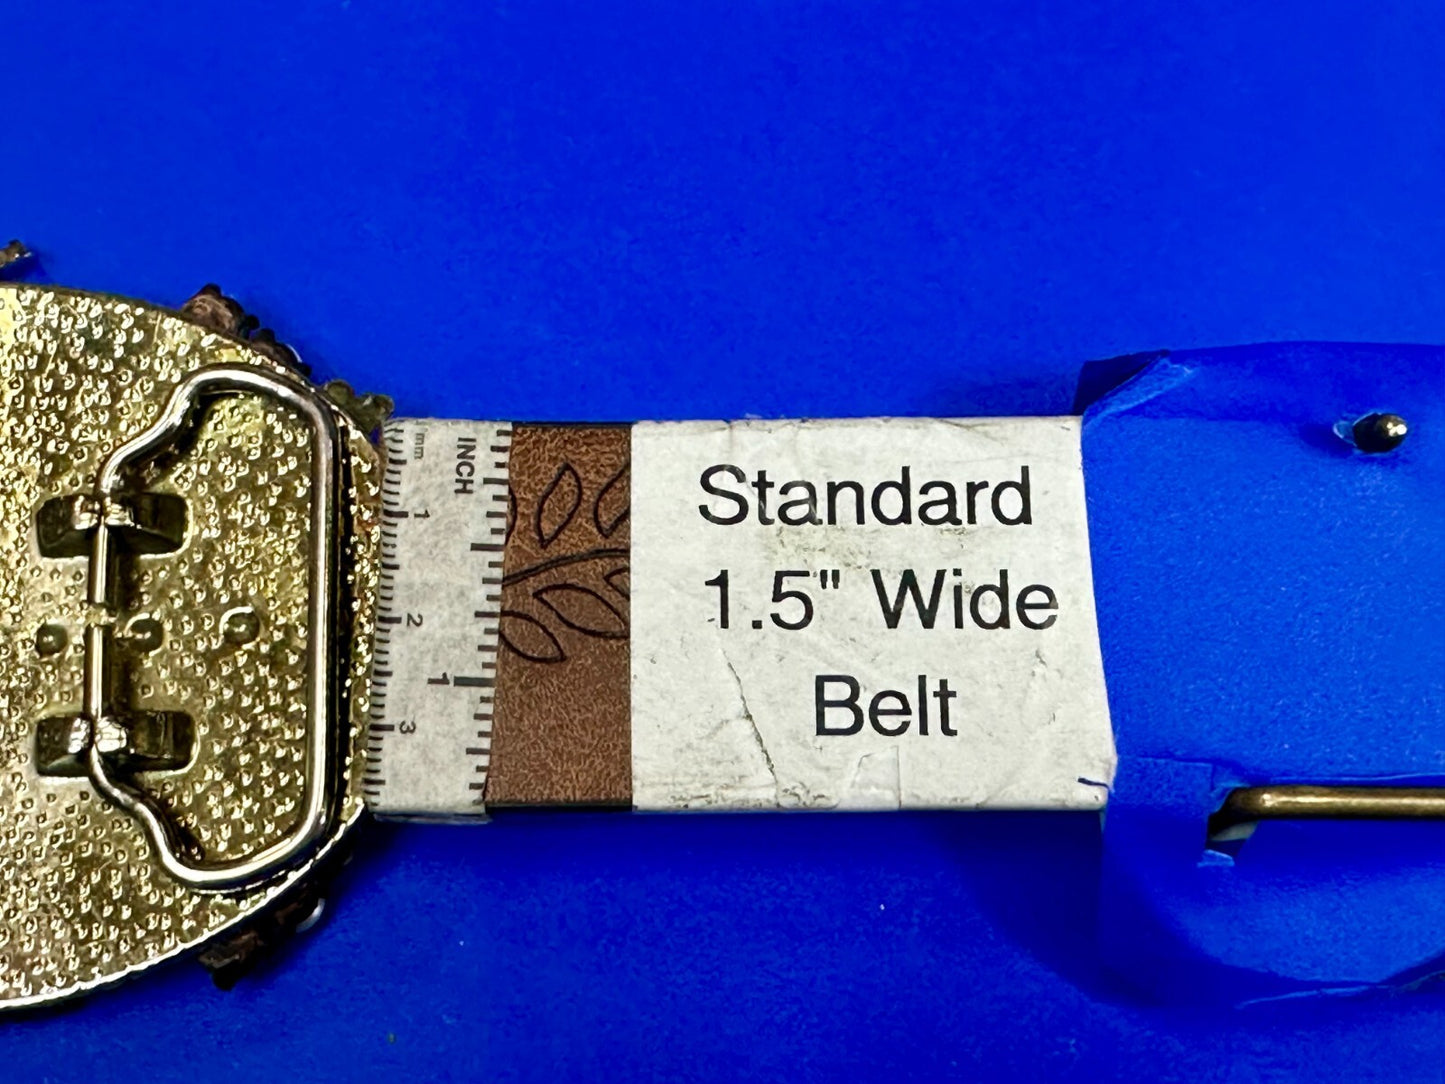 mm
INCH
1
2
3
1
Standard
1.5" Wide
Belt